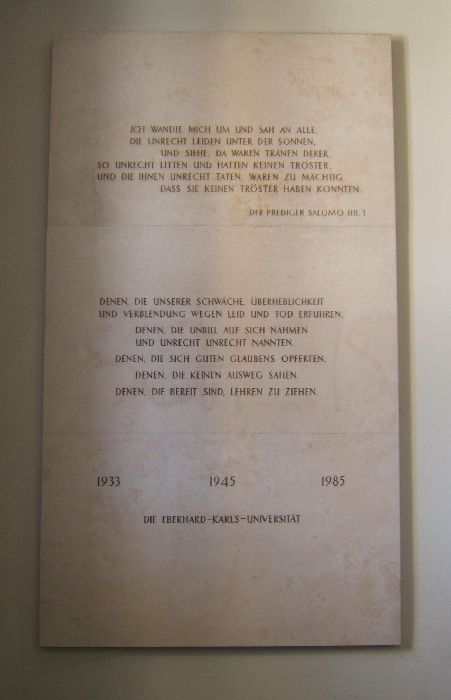 ICH WANDTE MICH UM UND SAH AN ALLE,
DIE UNRECHT LEIDEN UNTER DER SONNEN,
UND SIEHE, DA WAREN TRÄNEN DERER,
SO UNRECHT LITTEN UND HATTEN KEINEN TRÖSTER,
UND DIE IHNEN UNRECHT TATEN, WAREN ZU MÄCHTIG,
DASS SIE KEINEN TRÖSTER HABEN KONNTEN.
DER PREDIGER SALOMO IIII. 1
DENEN, DIE UNSERER SCHWÄCHE, ÜBERHEBLICHKEIT
UND VERBLENDUNG WEGEN LEID UND TOD ERFUHREN,
DENEN, DIE UNBILL AUF SICH NAHMEN
UND UNRECHT UNRECHT NANNTEN.
DENEN, DIE SICH GUTEN GLAUBENS OPFERTEN.
DENEN, DIE KEINEN AUSWEG SAHEN.
DENEN, DIE BEREIT SIND, LEHREN ZU ZIEHEN.
1933 1945 1985
DIE EBERHARD-KARLS-UNIVERSITÄT